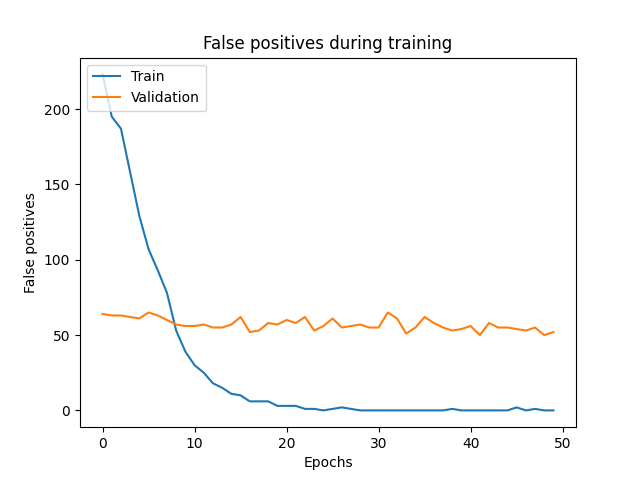 False positives during training
Train
Validation
200
150
100
50
0
False positives
0 10 20 30 40 50
Epochs